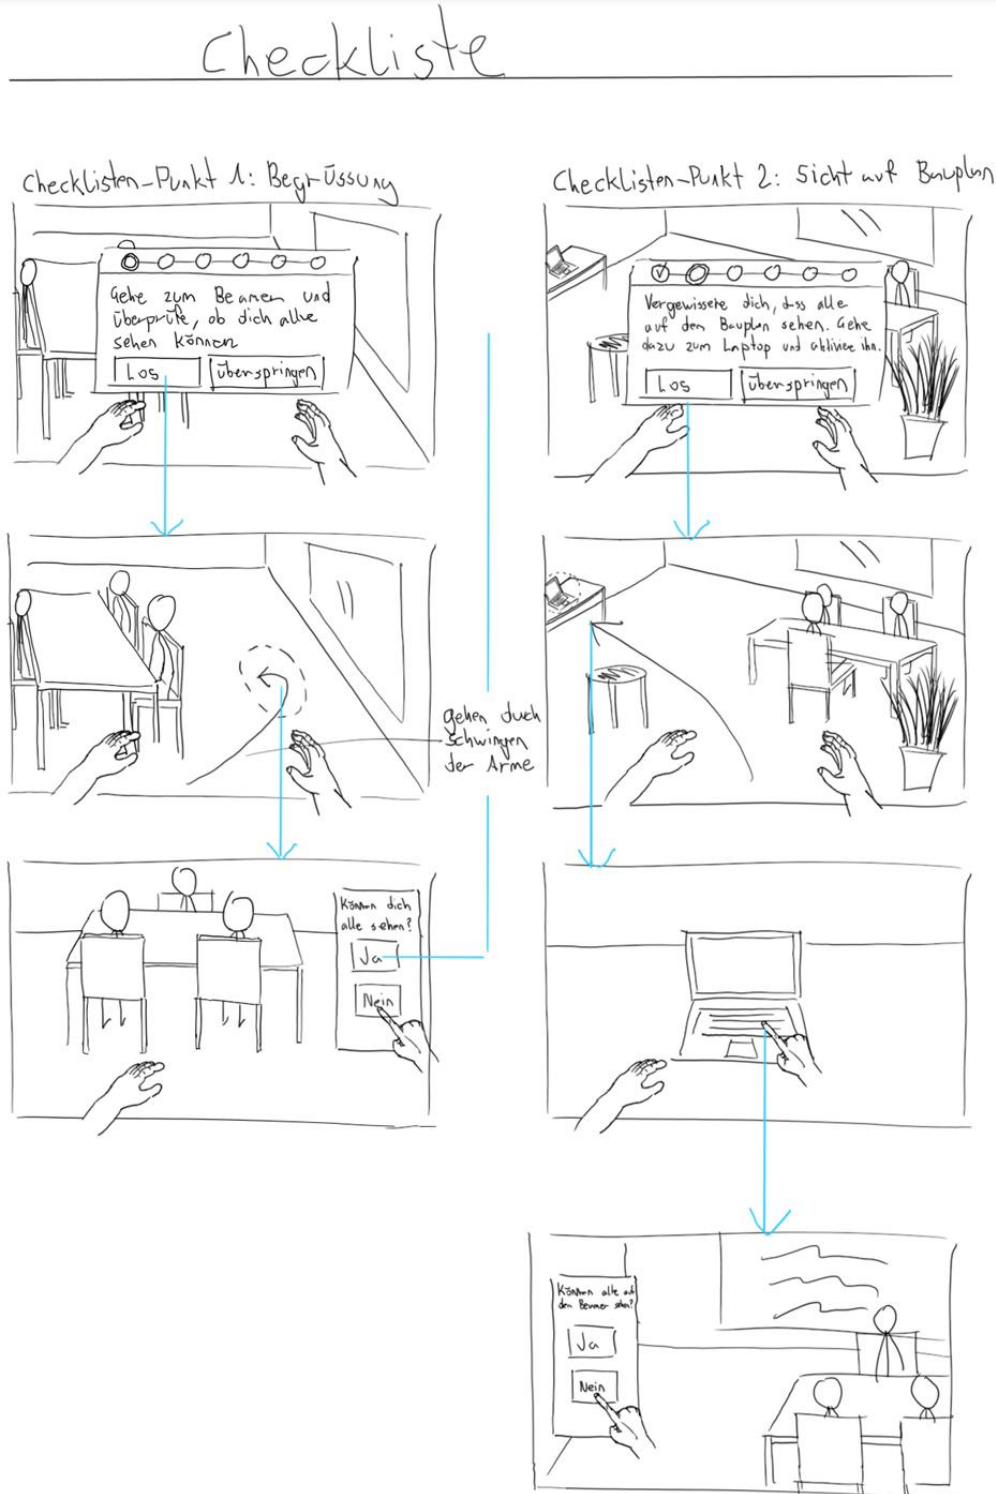 Checkliste
Checklisten-Punkt 1: Begrüssung
Gehe zum Beamer und
überprüfe, ob dich alle
sehen können
Los
überspringen
gehen durch
schwingen
der Arme
Können dich
alle sehen?
Ja
Nein
Checklisten-Punkt 2: Sicht auf Bauplan
Vergewissere dich, dass alle
auf den Bauplan sehen. Gehe
dazu zum Laptop und aktiviere ihn.
Los
überspringen
Können alle auf
den Beamer sehen?
Ja
Nein